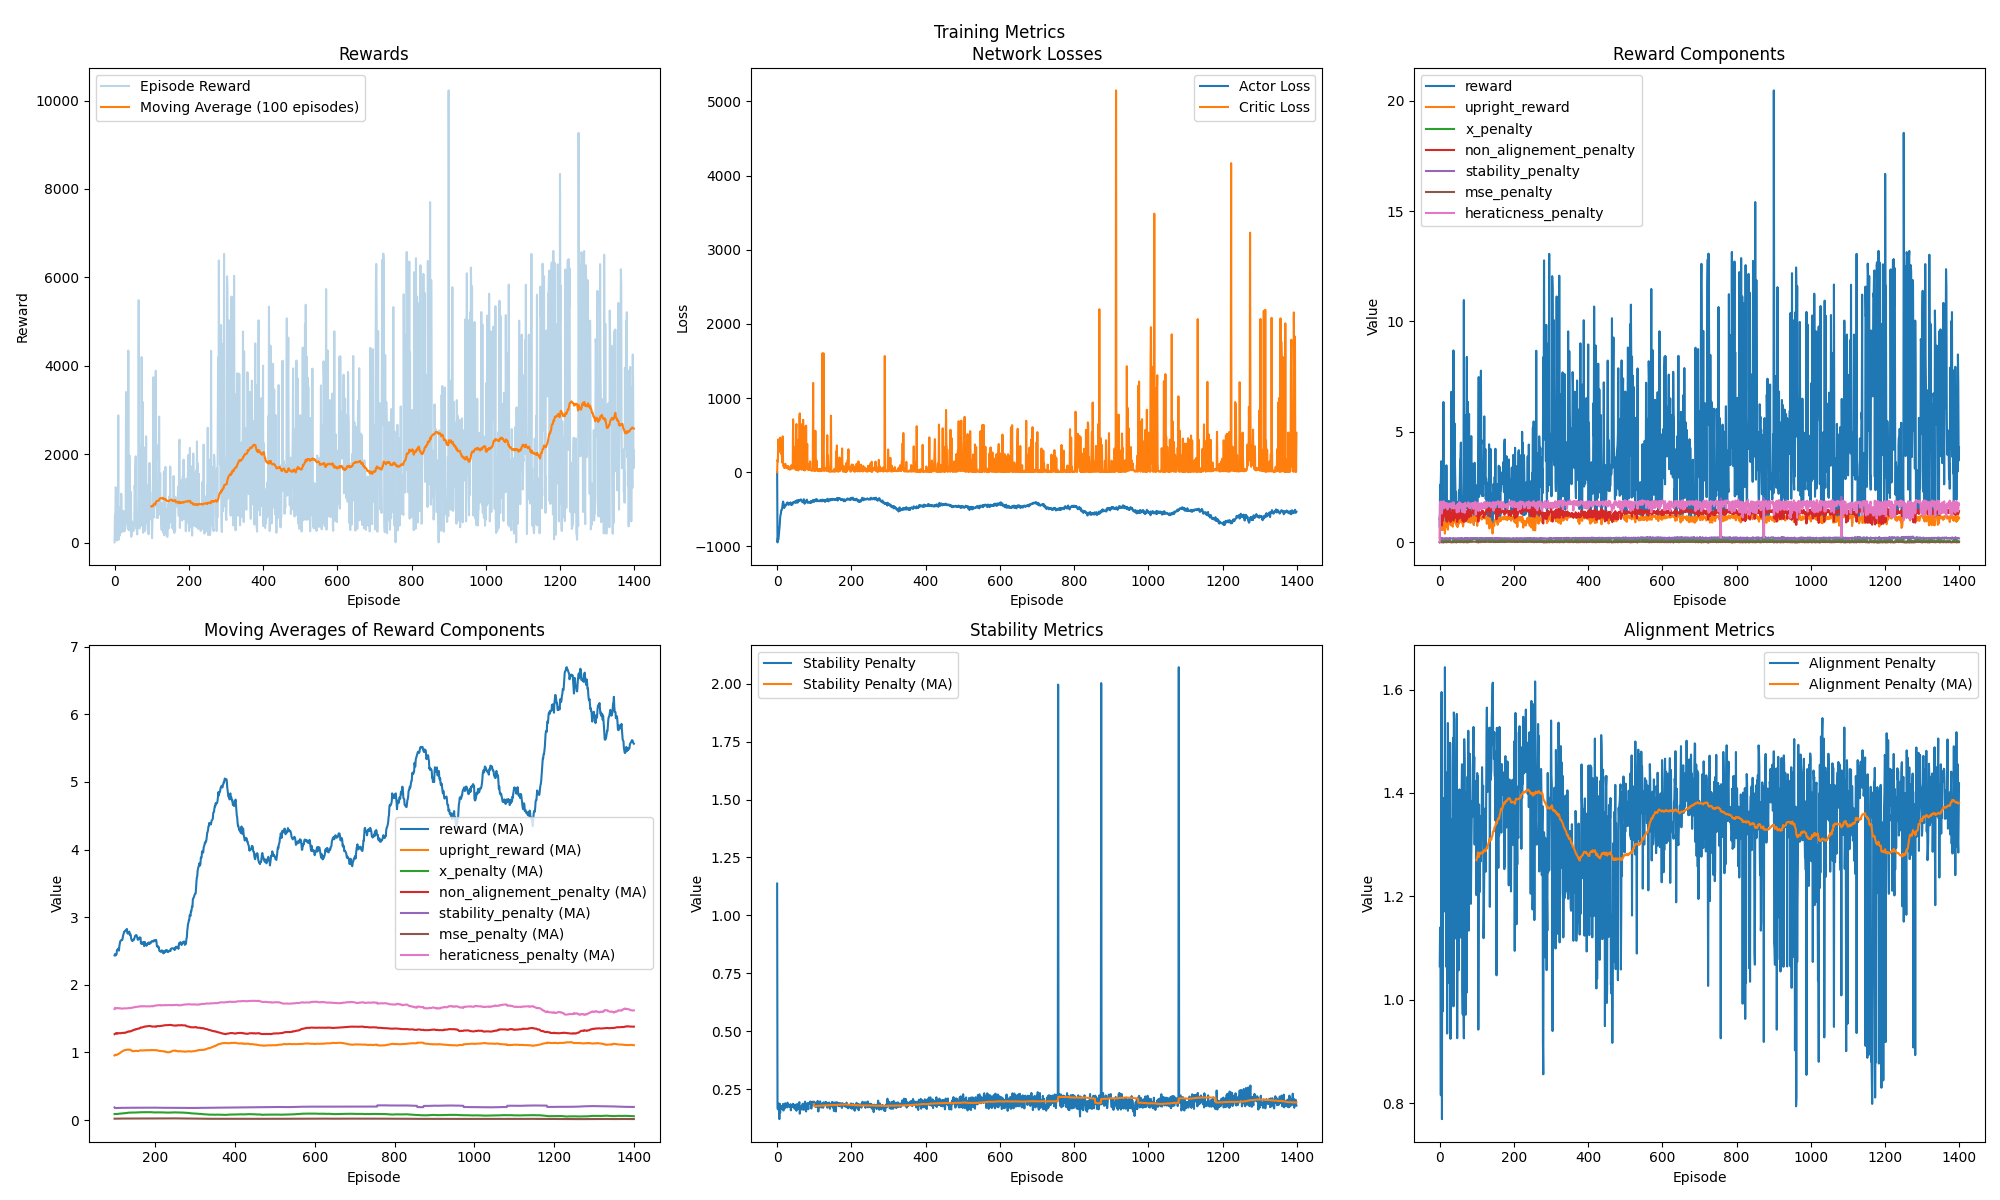 Training Metrics
Rewards
Episode Reward
Moving Average (100 episodes)
10000
8000
6000
4000
2000
0
Reward
0 200 400 600 800 1000 1200 1400
Episode
Network Losses
Actor Loss
Critic Loss
5000
4000
3000
2000
1000
0
−1000
Loss
0 200 400 600 800 1000 1200 1400
Episode
Reward Components
reward
upright_reward
x_penalty
non_alignement_penalty
stability_penalty
mse_penalty
heraticness_penalty
20
15
10
5
0
Value
0 200 400 600 800 1000 1200 1400
Episode
Moving Averages of Reward Components
reward (MA)
upright_reward (MA)
x_penalty (MA)
non_alignement_penalty (MA)
stability_penalty (MA)
mse_penalty (MA)
heraticness_penalty (MA)
7
6
5
4
3
2
1
0
Value
200 400 600 800 1000 1200 1400
Episode
Stability Metrics
Stability Penalty
Stability Penalty (MA)
2.00
1.75
1.50
1.25
1.00
0.75
0.50
0.25
Value
0 200 400 600 800 1000 1200 1400
Episode
Alignment Metrics
Alignment Penalty
Alignment Penalty (MA)
1.6
1.4
1.2
1.0
0.8
Value
0 200 400 600 800 1000 1200 1400
Episode